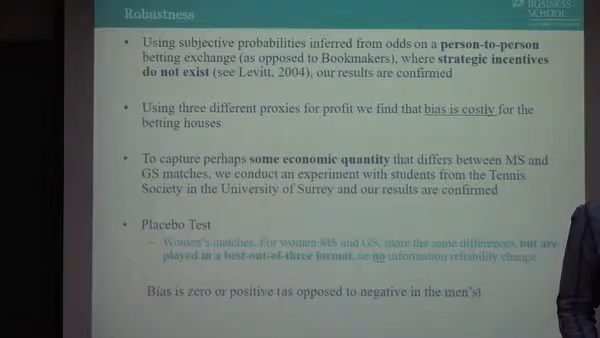 Robustness
BUSINESS
SCHOOL
• Using subjective probabilities inferred from odds on a person-to-person
betting exchange (as opposed to Bookmakers), where strategic incentives
do not exist (see Levitt, 2004), our results are confirmed
• Using three different proxies for profit we find that bias is costly for the
betting houses
• To capture perhaps some economic quantity that differs between MS and
GS matches, we conduct an experiment with students from the Tennis
Society in the University of Surrey and our results are confirmed
• Placebo Test
– Women's matches. For women MS and GS, share the same differences, but are
played in a best-out-of-three format, so no information reliability change
Bias is zero or positive (as opposed to negative in the men's)